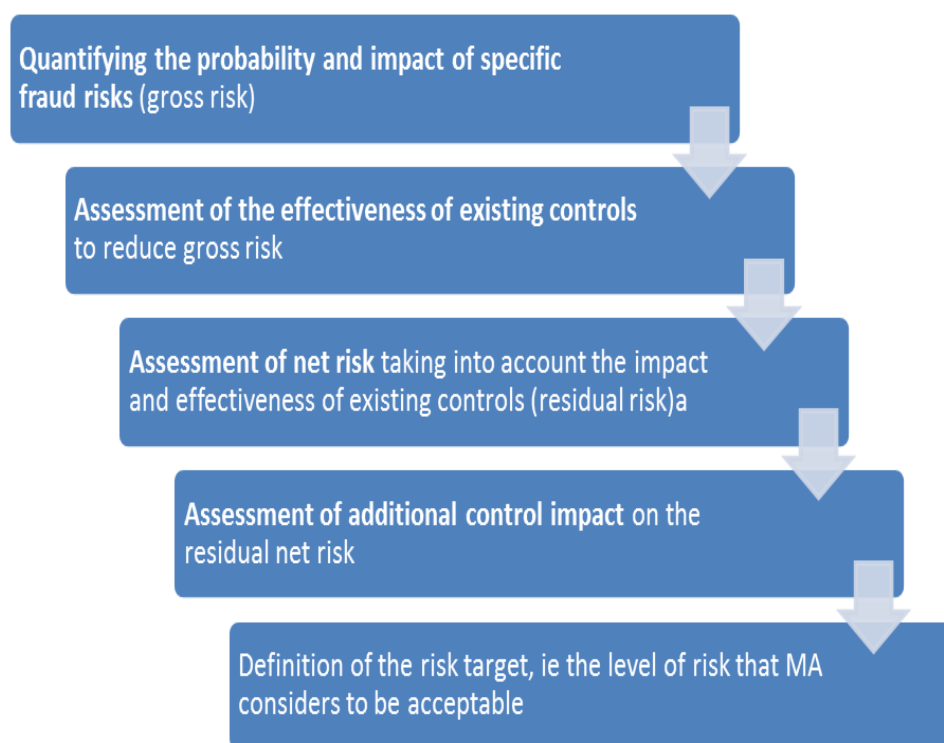 Quantifying the probability and impact of specific
fraud risks (gross risk)
Assessment of the effectiveness of existing controls
to reduce gross risk
Assessment of net risk taking into account the impact
and effectiveness of existing controls (residual risk)a
Assessment of additional control impact on the
residual net risk
Definition of the risk target, ie the level of risk that MA
considers to be acceptable